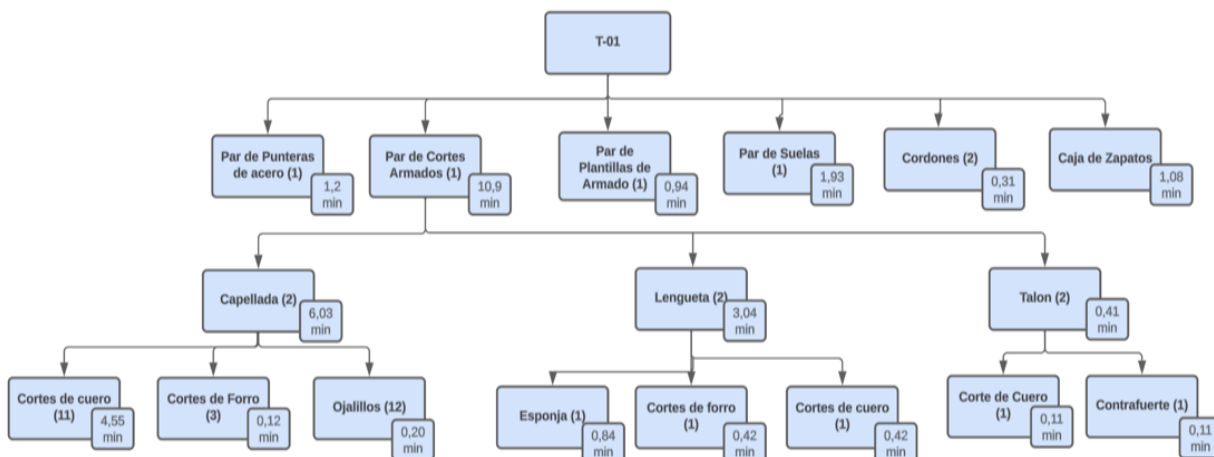 T-01
Par de Punteras
de acero (1)
1,2
min
Par de Cortes
Armados (1)
10,9
min
Par de
Plantillas de
Armado (1)
0,94
min
Par de Suelas
(1)
1,93
min
Cordones (2)
0,31
min
Caja de Zapatos
1,08
min
Capellada (2)
6,03
min
Lengueta (2)
3,04
min
Talon (2)
0,41
min
Cortes de cuero
(11)
4,55
min
Cortes de Forro
(3)
0,12
min
Ojalillos (12)
0,20
min
Esponja (1)
0,84
min
Cortes de forro
(1)
0,42
min
Cortes de cuero
(1)
0,42
min
Corte de Cuero
(1)
0,11
min
Contrafuerte (1)
0,11
min